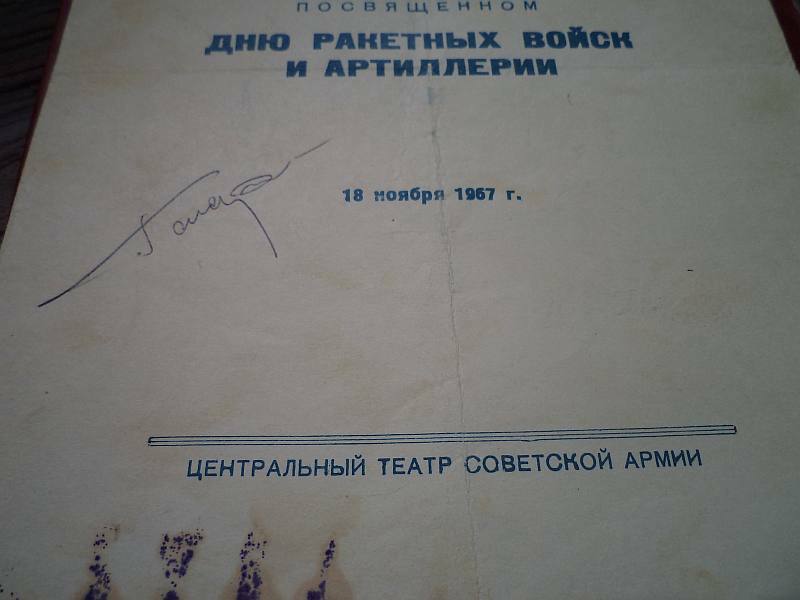 ПОСВЯЩЕННОМ
ДНЮ РАКЕТНЫХ ВОЙСК
И АРТИЛЛЕРИИ
18 ноября 1967 г.
ЦЕНТРАЛЬНЫЙ ТЕАТР СОВЕТСКОЙ АРМИИ